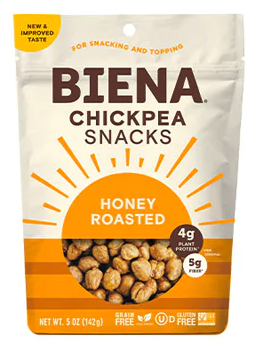 NEW &
IMPROVED
TASTE
FOR SNACKING AND TOPPING
BIENA®
CHICKPEA
SNACKS
HONEY
ROASTED
4g
PLANT
PROTEIN*
5g
FIBER*
GRAIN
FREE
U D
GLUTEN
FREE
NET WT. 5 OZ (142g)